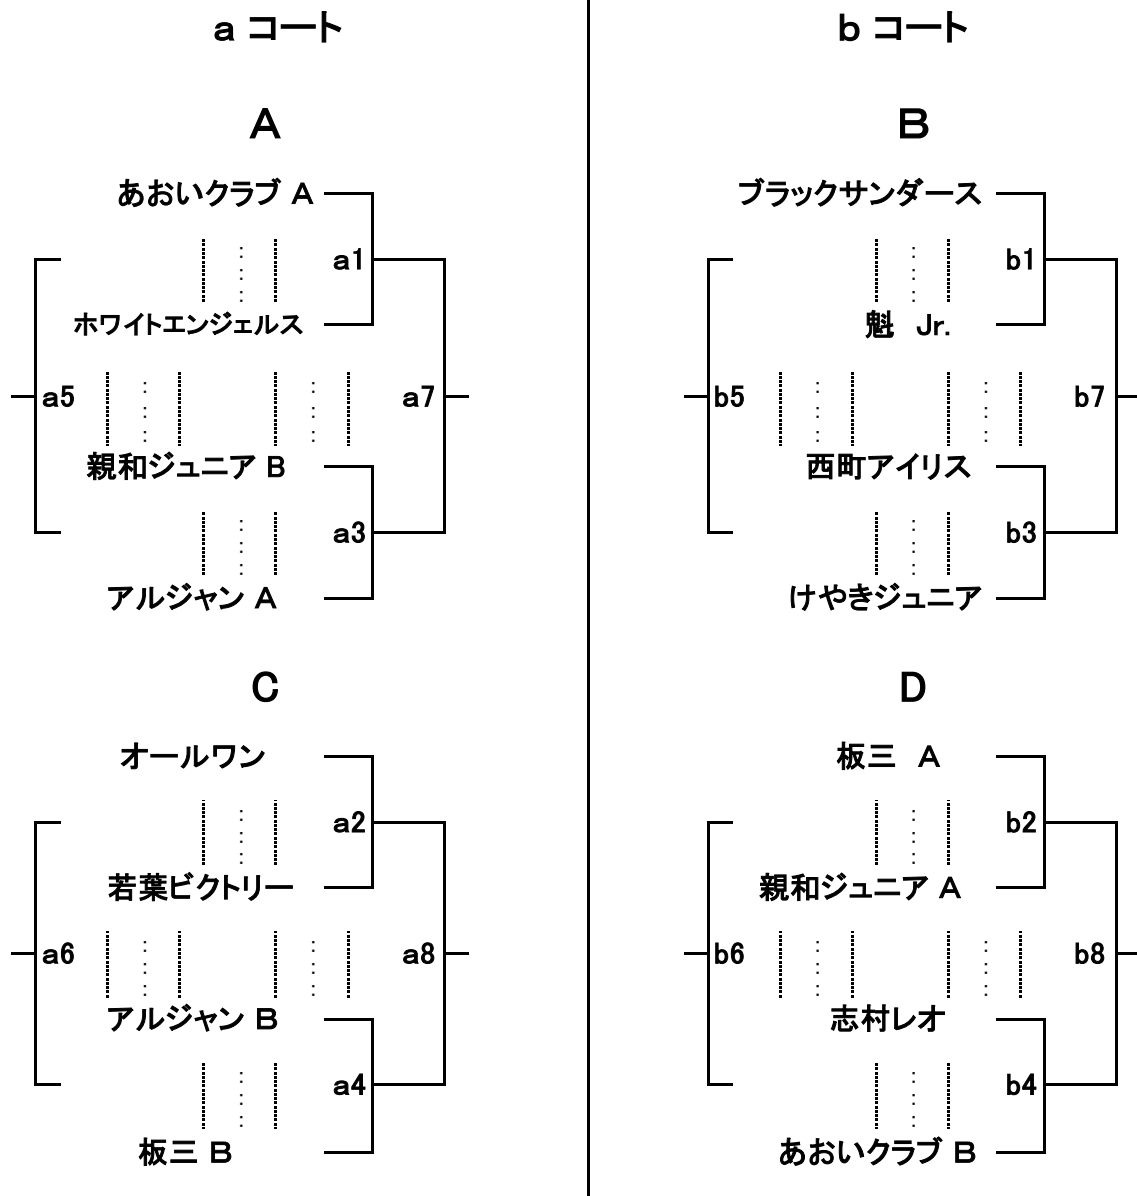 a コート
A
あおいクラブ A
a1
ホワイトエンジェルス
a5
a7
親和ジュニア B
a3
アルジャン A
C
オールワン
a2
若葉ビクトリー
a6
a8
アルジャン B
a4
板三 B
b コート
B
ブラックサンダース
b1
魁 Jr.
b5
b7
西町アイリス
b3
けやきジュニア
D
板三 A
b2
親和ジュニア A
b6
b8
志村レオ
b4
あおいクラブ B